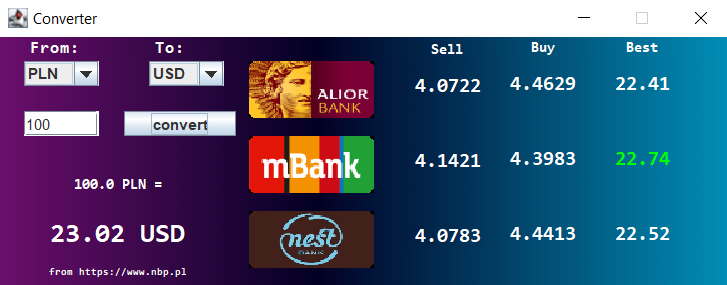 Converter
From: To:
PLN USD
100 convert
100.0 PLN =
23.02 USD
from https://www.nbp.pl
Sell Buy Best
ALIOR
BANK
4.0722 4.4629 22.41
mBank
4.1421 4.3983 22.74
nest
BANK
4.0783 4.4413 22.52